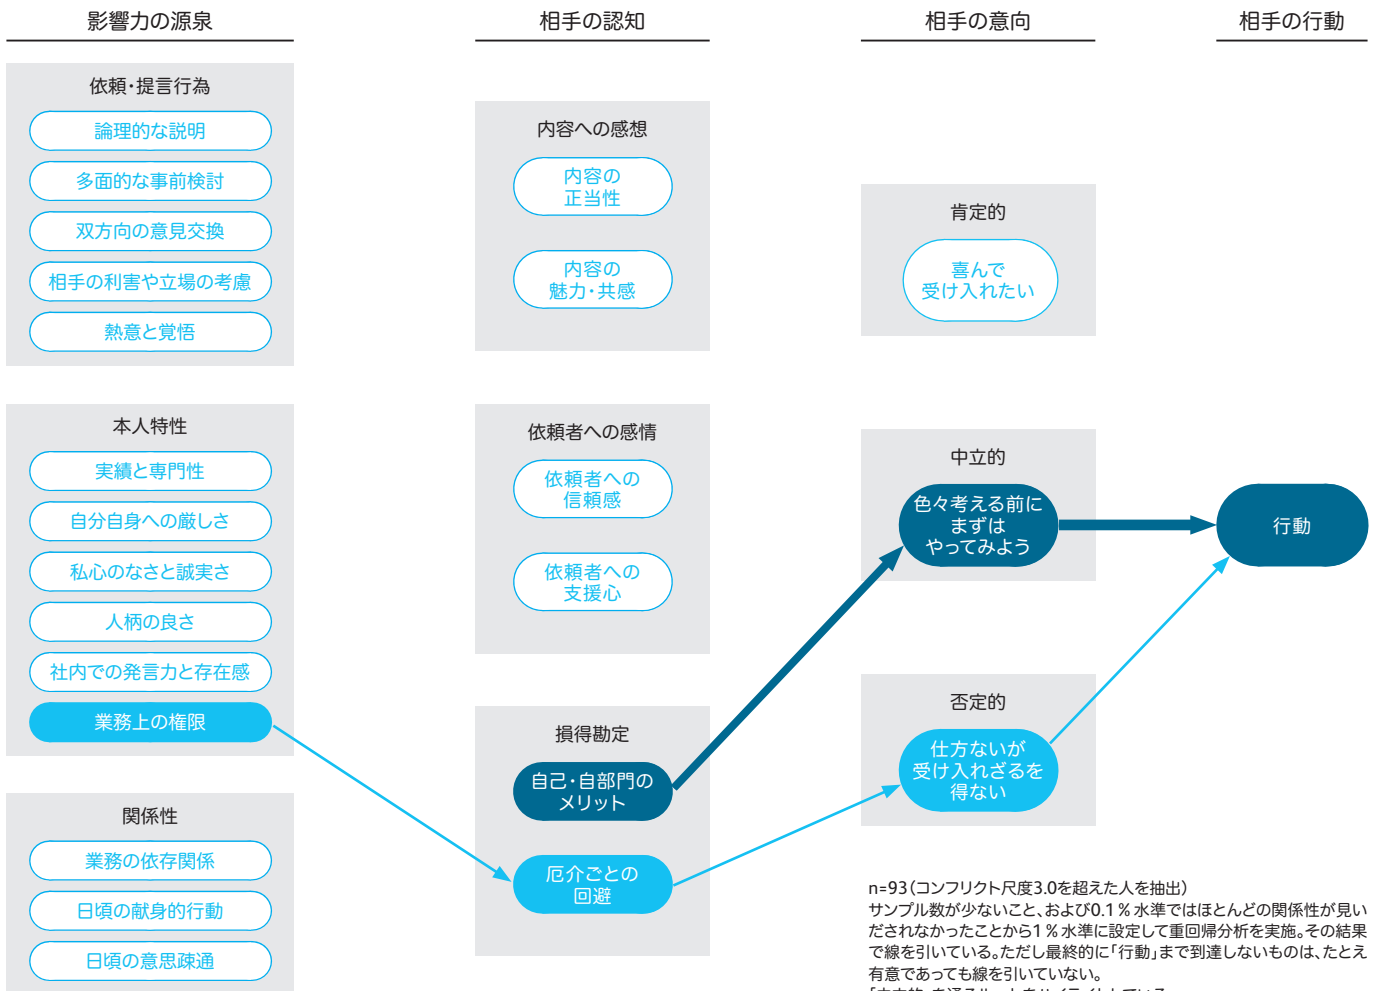 影響力の源泉
相手の認知
相手の意向
相手の行動
依頼・提言行為
論理的な説明
多面的な事前検討
双方向の意見交換
相手の利害や立場の考慮
熱意と覚悟
本人特性
実績と専門性
自分自身への厳しさ
私心のなさと誠実さ
人柄の良さ
社内での発言力と存在感
業務上の権限
関係性
業務の依存関係
日頃の献身的行動
日頃の意思疎通
内容への感想
内容の
正当性
内容の
魅力・共感
依頼者への感情
依頼者への
信頼感
依頼者への
支援心
損得勘定
自己・自部門の
メリット
厄介ごとの
回避
肯定的
喜んで
受け入れたい
中立的
色々考える前に
まずは
やってみよう
否定的
仕方ないが
受け入れざるを
得ない
行動
n=93（コンフリクト尺度3.0を超えた人を抽出）
サンプル数が少ないこと、および0.1％水準ではほとんどの関係性が見い
だされなかったことから1％水準に設定して重回帰分析を実施。その結果
で線を引いている。ただし最終的に「行動」まで到達しないものは、たとえ
有意であっても線を引いていない。